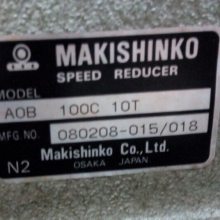 MAKISHINKO
SPEED REDUCER
MODEL
AOB 100C 10T
MFG NO. 080208-015/018
N2 Makishinko Co., Ltd.
OSAKA JAPAN